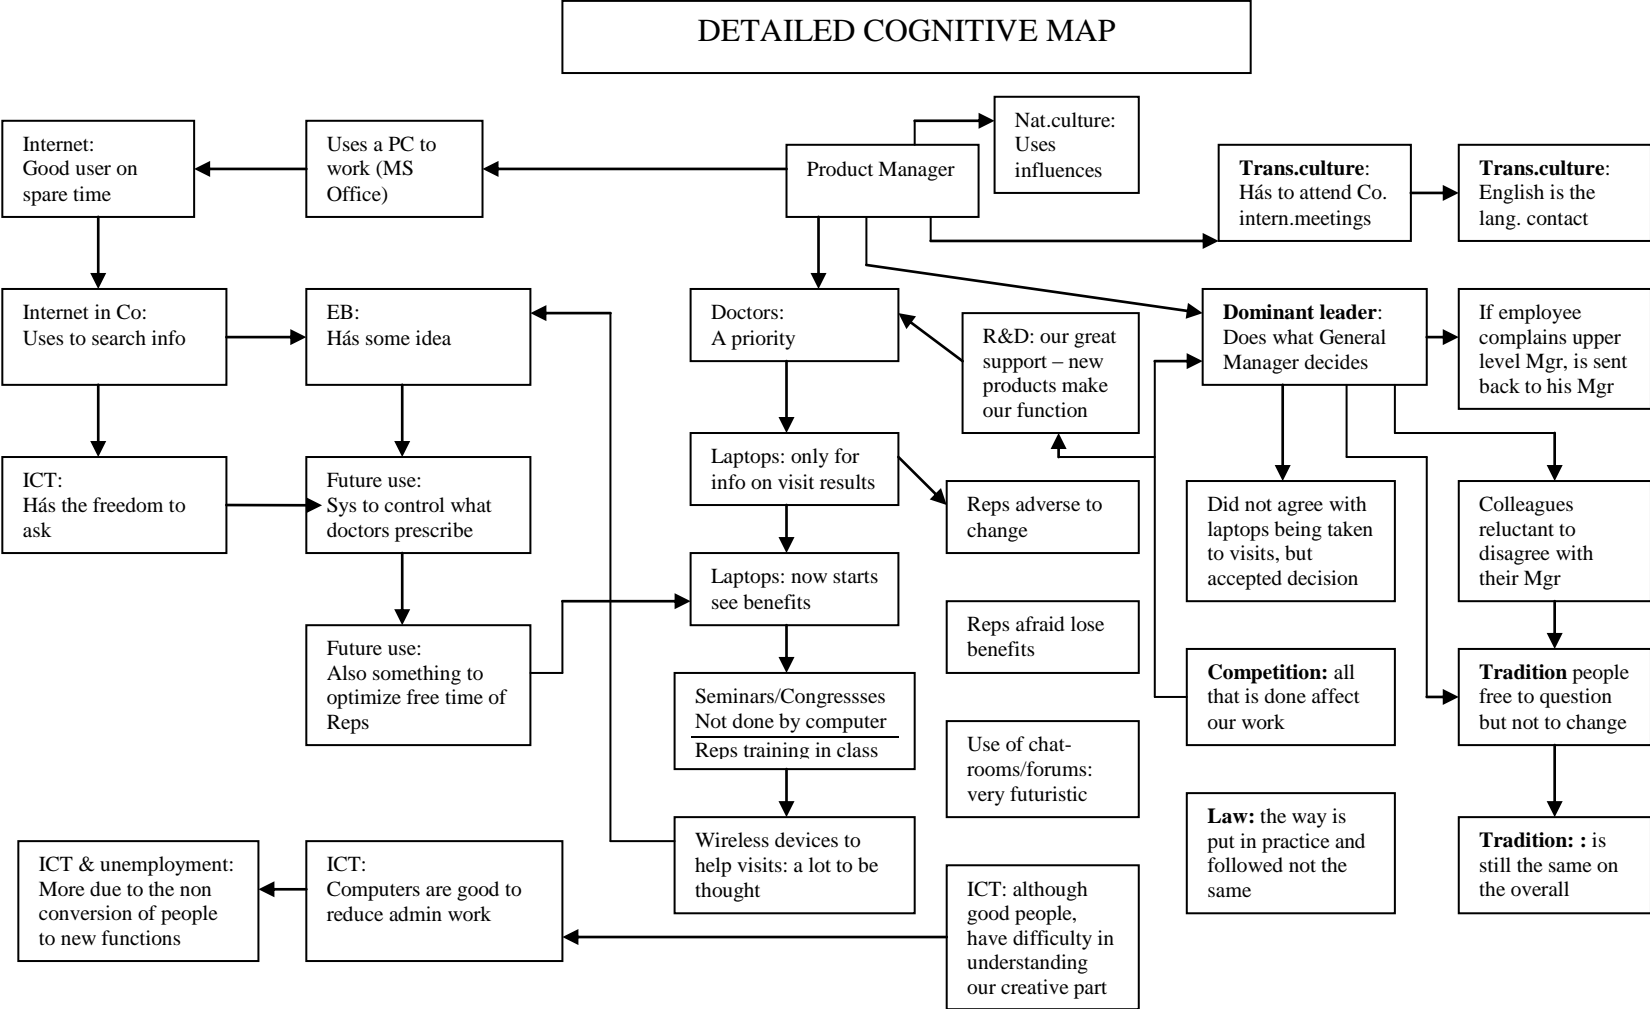 DETAILED COGNITIVE MAP
Nat.culture:
Uses
influences
Internet:
Good user on
spare time
Uses a PC to
work (MS
Office)
Product Manager
Trans.culture:
Hás to attend Co.
intern.meetings
Trans.culture:
English is the
lang. contact
Internet in Co:
Uses to search info
EB:
Hás some idea
Doctors:
A priority
R&D: our great
support – new
products make
our function
Dominant leader:
Does what General
Manager decides
If employee
complains upper
level Mgr, is sent
back to his Mgr
ICT:
Hás the freedom to
ask
Future use:
Sys to control what
doctors prescribe
Laptops: only for
info on visit results
Reps adverse to
change
Did not agree with
laptops being taken
to visits, but
accepted decision
Colleagues
reluctant to
disagree with
their Mgr
Laptops: now starts
see benefits
Reps afraid lose
benefits
Future use:
Also something to
optimize free time of
Reps
Seminars/Congressses
Not done by computer
Reps training in class
Competition: all
that is done affect
our work
Tradition people
free to question
but not to change
Use of chat-
rooms/forums:
very futuristic
Law: the way is
put in practice and
followed not the
same
Tradition: : is
still the same on
the overall
Wireless devices to
help visits: a lot to be
thought
ICT & unemployment:
More due to the non
conversion of people
to new functions
ICT:
Computers are good to
reduce admin work
ICT: although
good people,
have difficulty in
understanding
our creative part